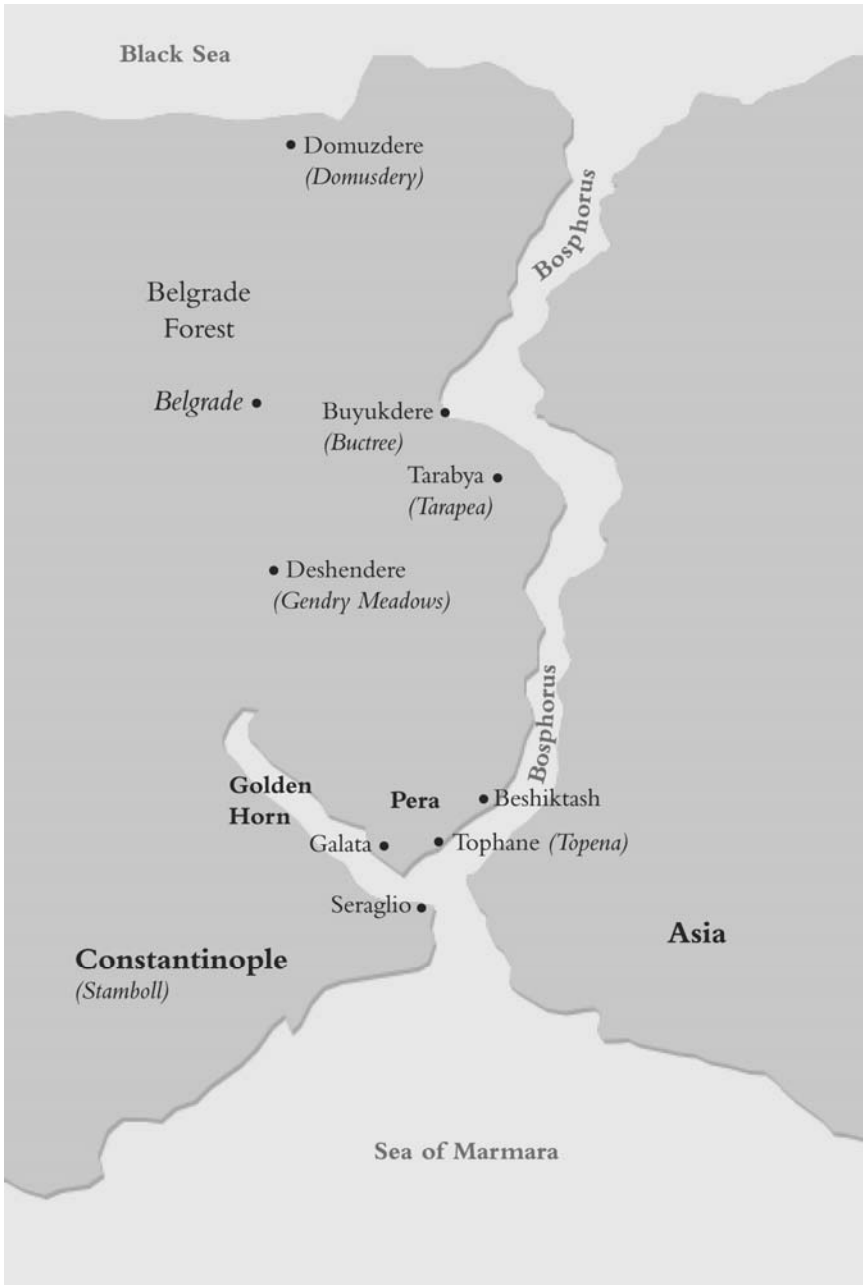 Black Sea
Domuzdere
(Domusdery)
Bosphorus
Belgrade
Forest
Belgrade
Buyukdere
(Buctree)
Tarabya
(Tarapea)
Deshendere
(Gendry Meadows)
Bosphorus
Golden
Horn
Pera
Beshiktash
Galata
Tophane (Topena)
Seraglio
Asia
Constantinople
(Stamboll)
Sea of Marmara